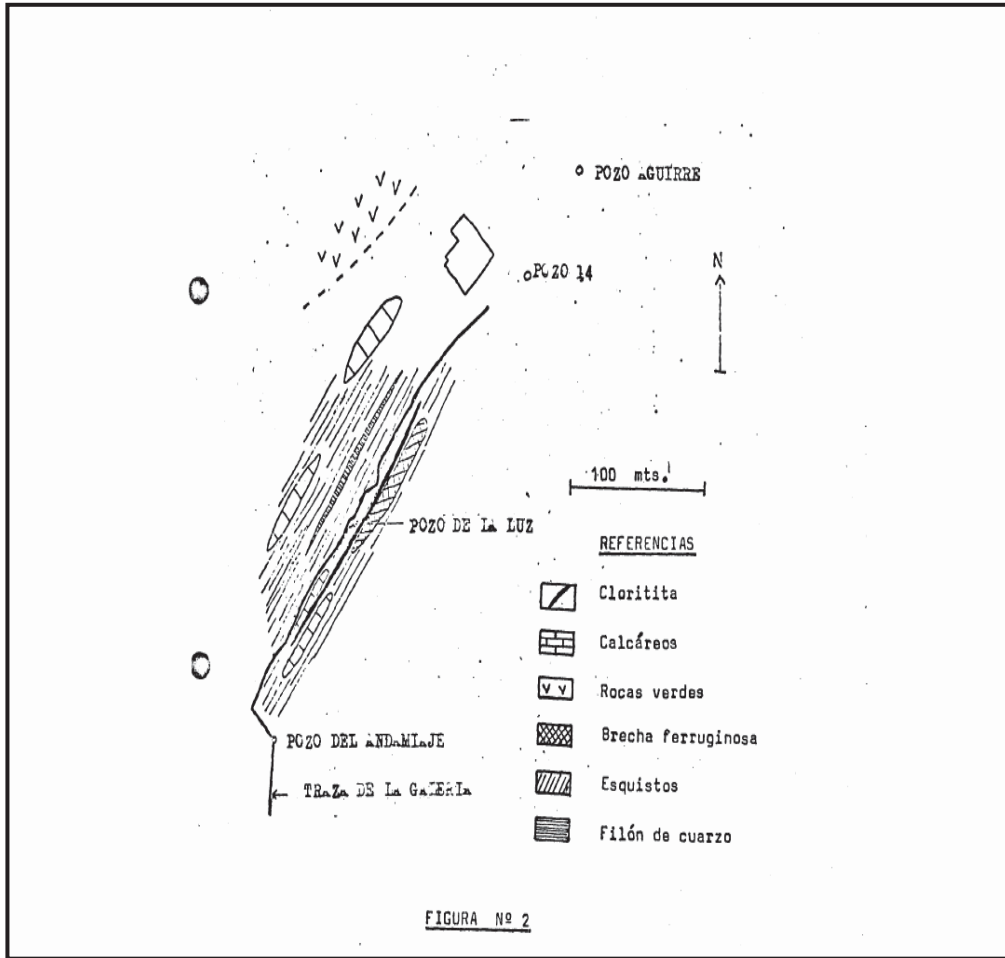 POZO AGUIRRE
POZO 14
N
100 mts.
POZO DE LA LUZ
REFERENCIAS
Cloritita
Calcáreos
v v Rocas verdes
Brecha ferruginosa
Esquistos
Filón de cuarzo
POZO DEL ANDAMIAJE
TRAZA DE LA GALERIA
FIGURA Nº 2